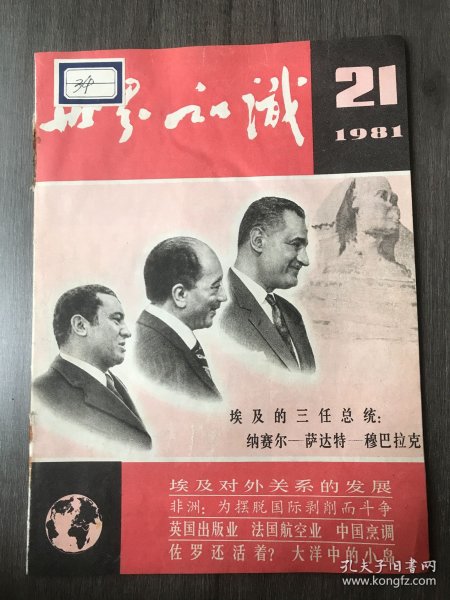 世界知識
21
1981
埃及的三任总统：
纳赛尔—萨达特—穆巴拉克
埃及对外关系的发展
非洲：为摆脱国际剥削而斗争
英国出版业 法国航空业 中国烹调
佐罗还活着？ 大洋中的小岛
孔夫子旧书网
www.kongfz.com